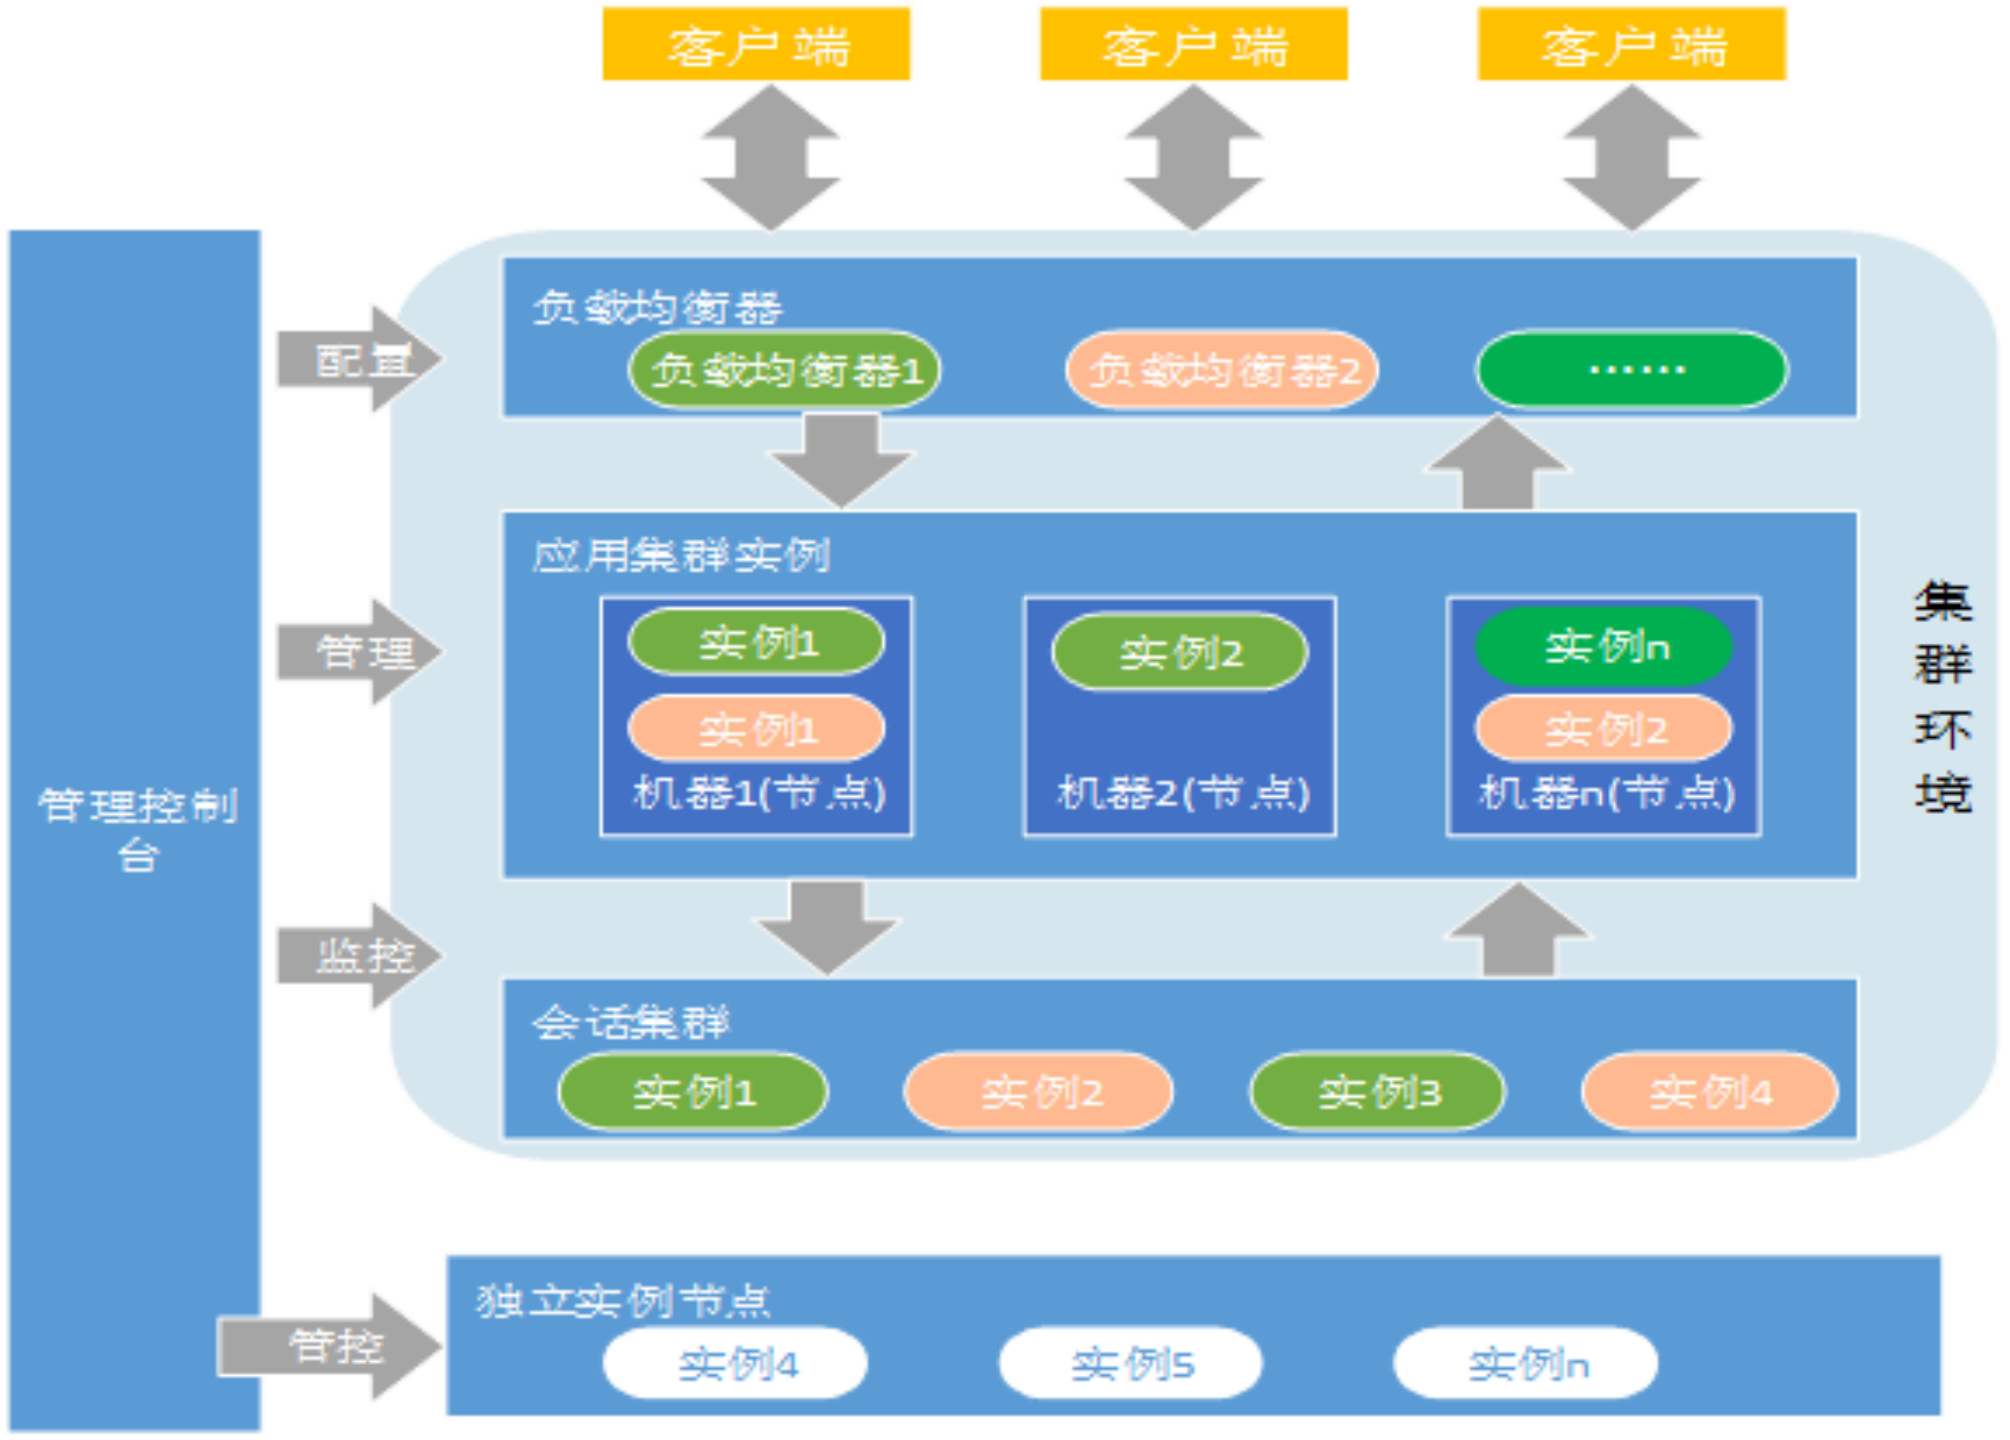 客户端
客户端
客户端
管理控制
台
配置
管理
监控
管控
负载均衡器
负载均衡器1
负载均衡器2
……
应用集群实例
实例1
实例1
机器1(节点)
实例2
机器2(节点)
实例n
实例2
机器n(节点)
会话集群
实例1
实例2
实例3
实例4
集
群
环
境
独立实例节点
实例4
实例5
实例n